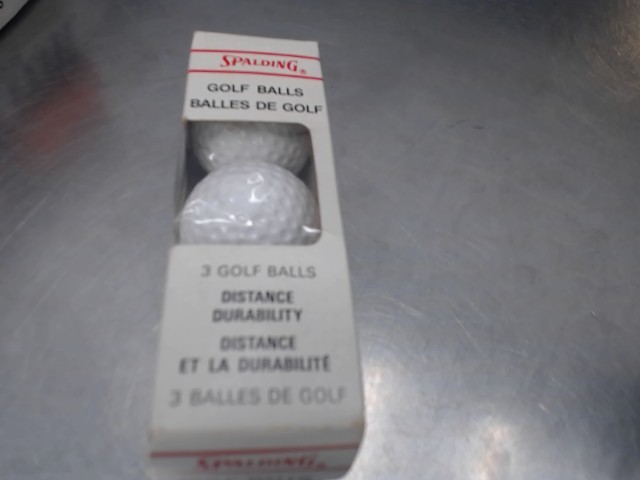 SPALDING®
GOLF BALLS
BALLES DE GOLF
3 GOLF BALLS
DISTANCE
DURABILITY
DISTANCE
ET LA DURABILITÉ
3 BALLES DE GOLF
SPALDING®